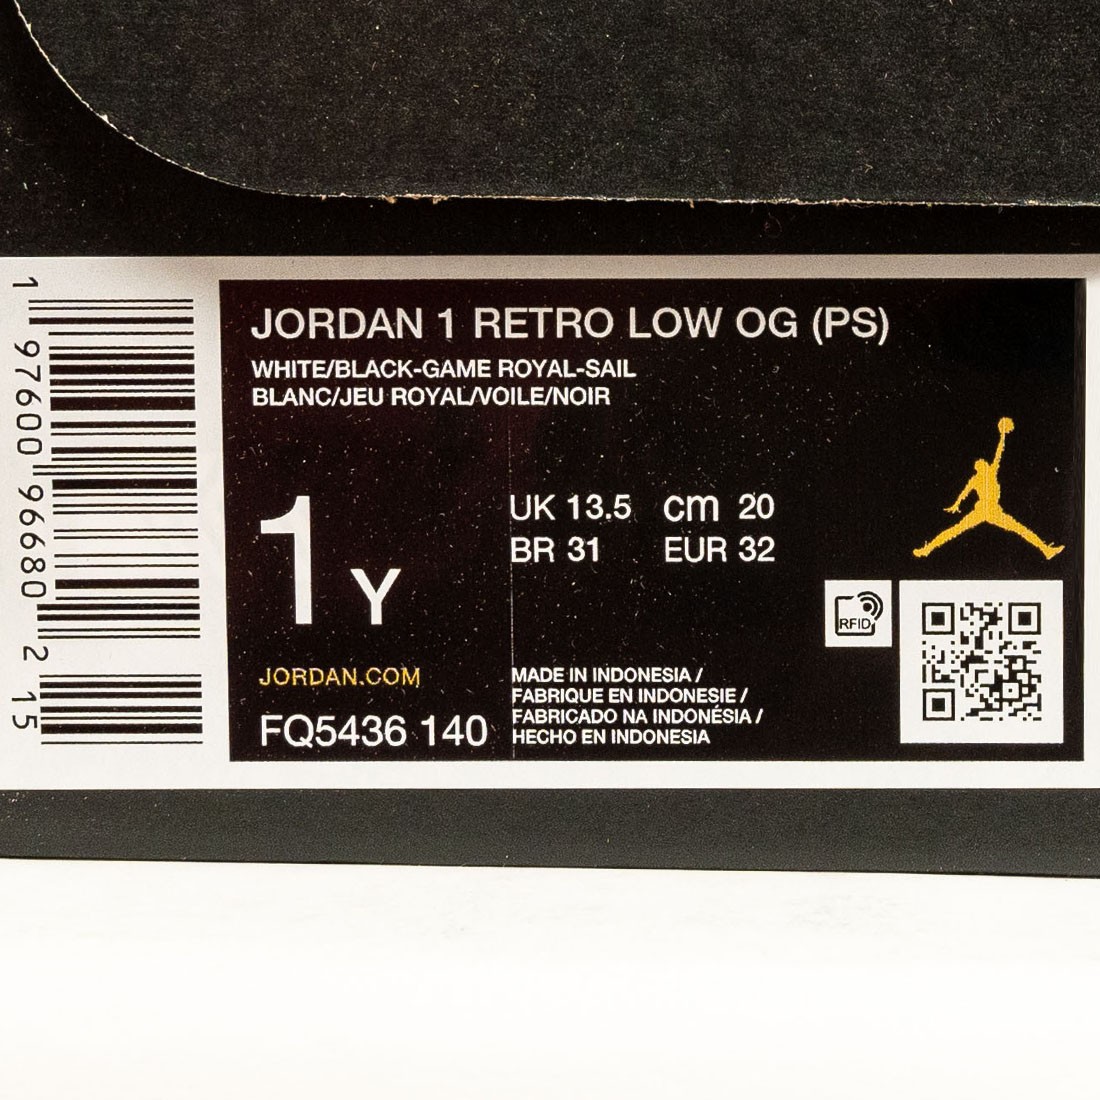 JORDAN 1 RETRO LOW OG (PS)
WHITE/BLACK-GAME ROYAL-SAIL
BLANC/JEU ROYAL/VOILE/NOIR
1Y
UK 13.5 cm 20
BR 31 EUR 32
RFID
JORDAN.COM
FQ5436 140
MADE IN INDONESIA /
FABRIQUE EN INDONESIE /
FABRICADO NA INDONÉSIA /
HECHO EN INDONESIA
1 97600 96680 2 15